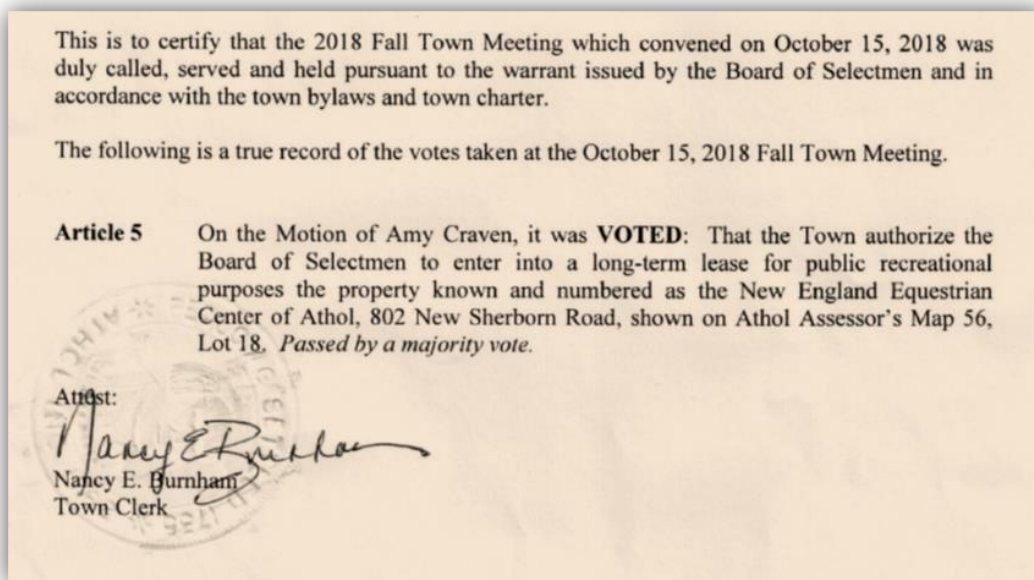 This is to certify that the 2018 Fall Town Meeting which convened on October 15, 2018 was
duly called, served and held pursuant to the warrant issued by the Board of Selectmen and in
accordance with the town bylaws and town charter.
The following is a true record of the votes taken at the October 15, 2018 Fall Town Meeting.
Article 5 On the Motion of Amy Craven, it was VOTED: That the Town authorize the
Board of Selectmen to enter into a long-term lease for public recreational
purposes the property known and numbered as the New England Equestrian
Center of Athol, 802 New Sherborn Road, shown on Athol Assessor's Map 56,
Lot 18. Passed by a majority vote.
Attest:
Nancy E Burnham
Nancy E. Burnham
Town Clerk